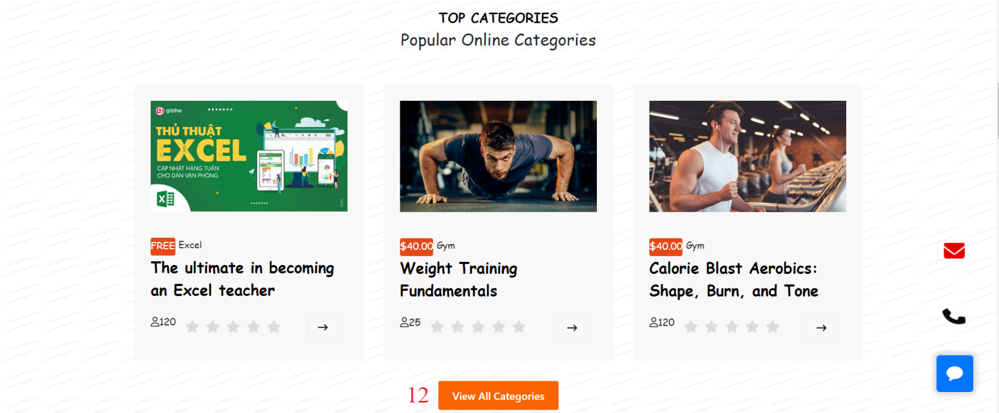 TOP CATEGORIES
Popular Online Categories
gitiho
THỦ THUẬT
EXCEL
CẬP NHẬT HÀNG TUẦN
CHO DÂN VĂN PHÒNG
X
FREE Excel
The ultimate in becoming
an Excel teacher
120
$40.00 Gym
Weight Training
Fundamentals
25
$40.00 Gym
Calorie Blast Aerobics:
Shape, Burn, and Tone
120
12 View All Categories